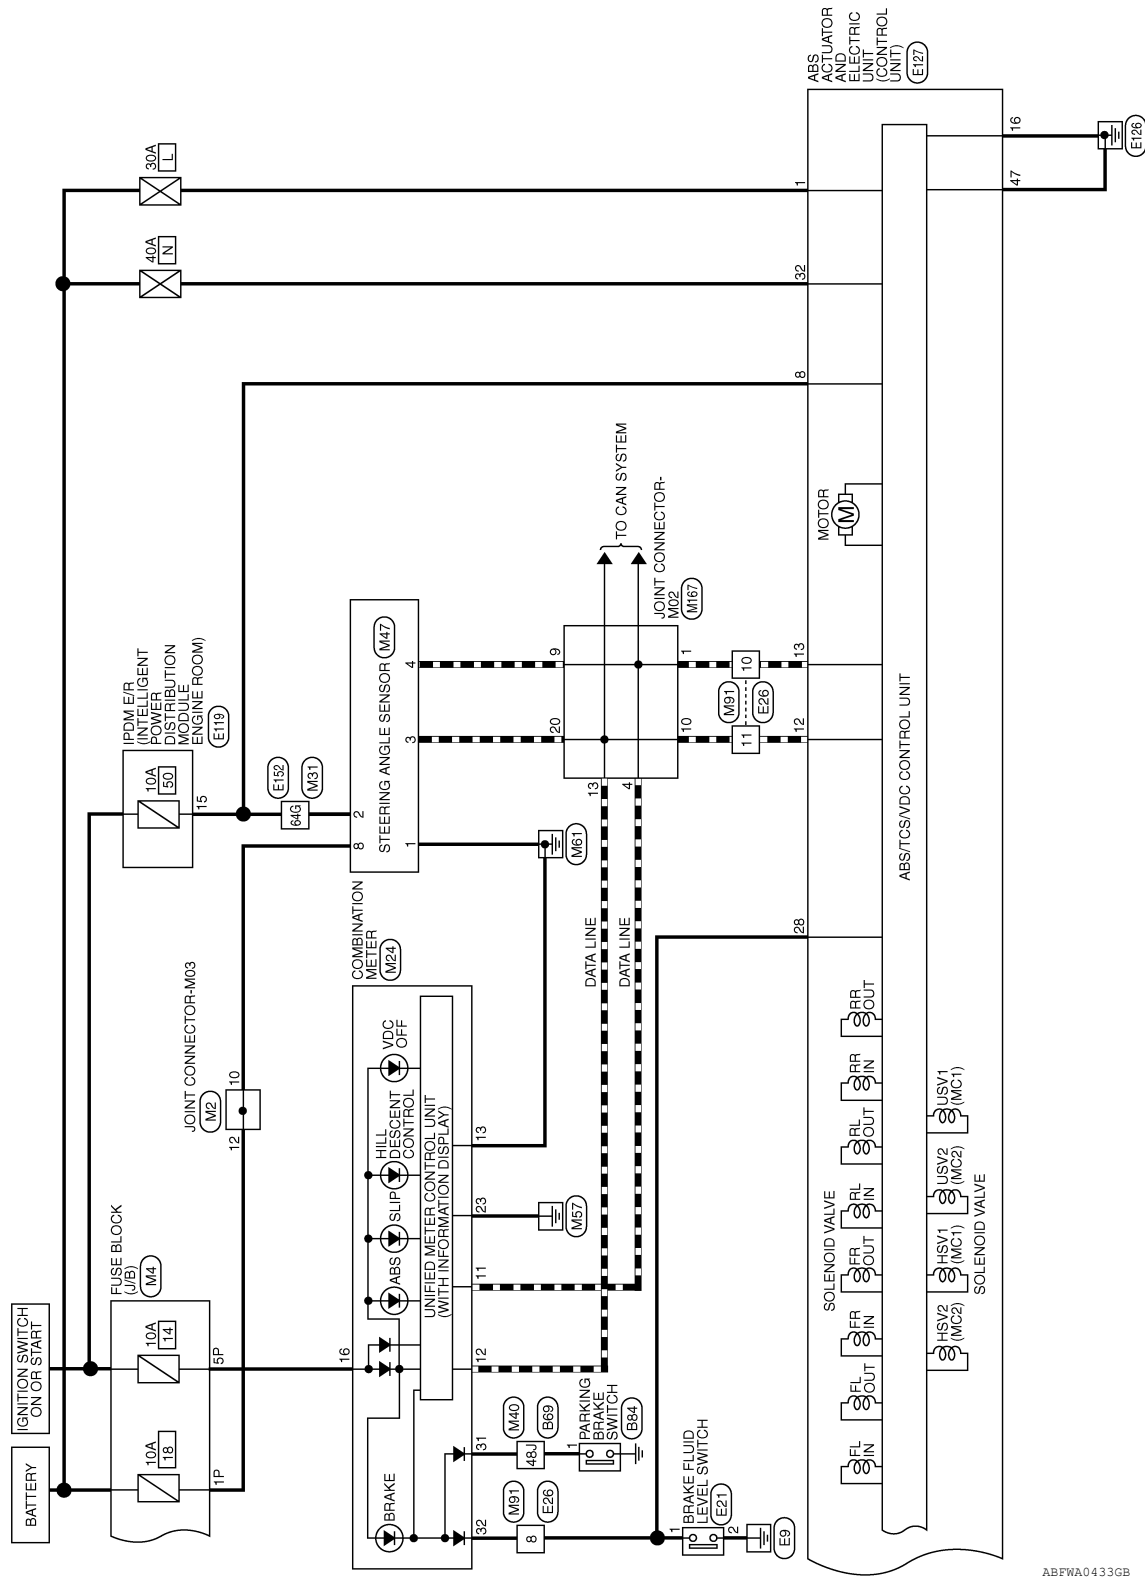 BATTERY
IGNITION SWITCH
ON OR START
FUSE BLOCK
(J/B)
M4
10A
18
1P
10A
14
5P
JOINT CONNECTOR-M03
M2
12
10
IPDM E/R
(INTELLIGENT
POWER
DISTRIBUTION
MODULE
ENGINE ROOM)
E119
10A
50
15
40A
N
30A
L
E152
M31
64G
COMBINATION
METER
M24
16
BRAKE
ABS
SLIP
HILL
DESCENT
CONTROL
VDC
OFF
UNIFIED METER CONTROL UNIT
(WITH INFORMATION DISPLAY)
32
31
12
11
23
13
8
2
STEERING ANGLE SENSOR
M47
1
3
4
M91
E26
8
M40
B69
48J
1
PARKING
BRAKE
SWITCH
B84
M57
M61
DATA LINE
DATA LINE
13
4
20
9
10
1
TO CAN SYSTEM
JOINT CONNECTOR-
M02
M167
M91
E26
11
10
1
BRAKE FLUID
LEVEL SWITCH
E21
2
E9
28
12
13
8
32
1
ABS
ACTUATOR
AND
ELECTRIC
UNIT
(CONTROL
UNIT)
E127
SOLENOID VALVE
FL
IN
FL
OUT
FR
IN
FR
OUT
RL
IN
RL
OUT
RR
IN
RR
OUT
MOTOR
M
ABS/TCS/VDC CONTROL UNIT
HSV2
(MC2)
HSV1
(MC1)
USV2
(MC2)
USV1
(MC1)
SOLENOID VALVE
47
16
E126
ABFWA0433GB